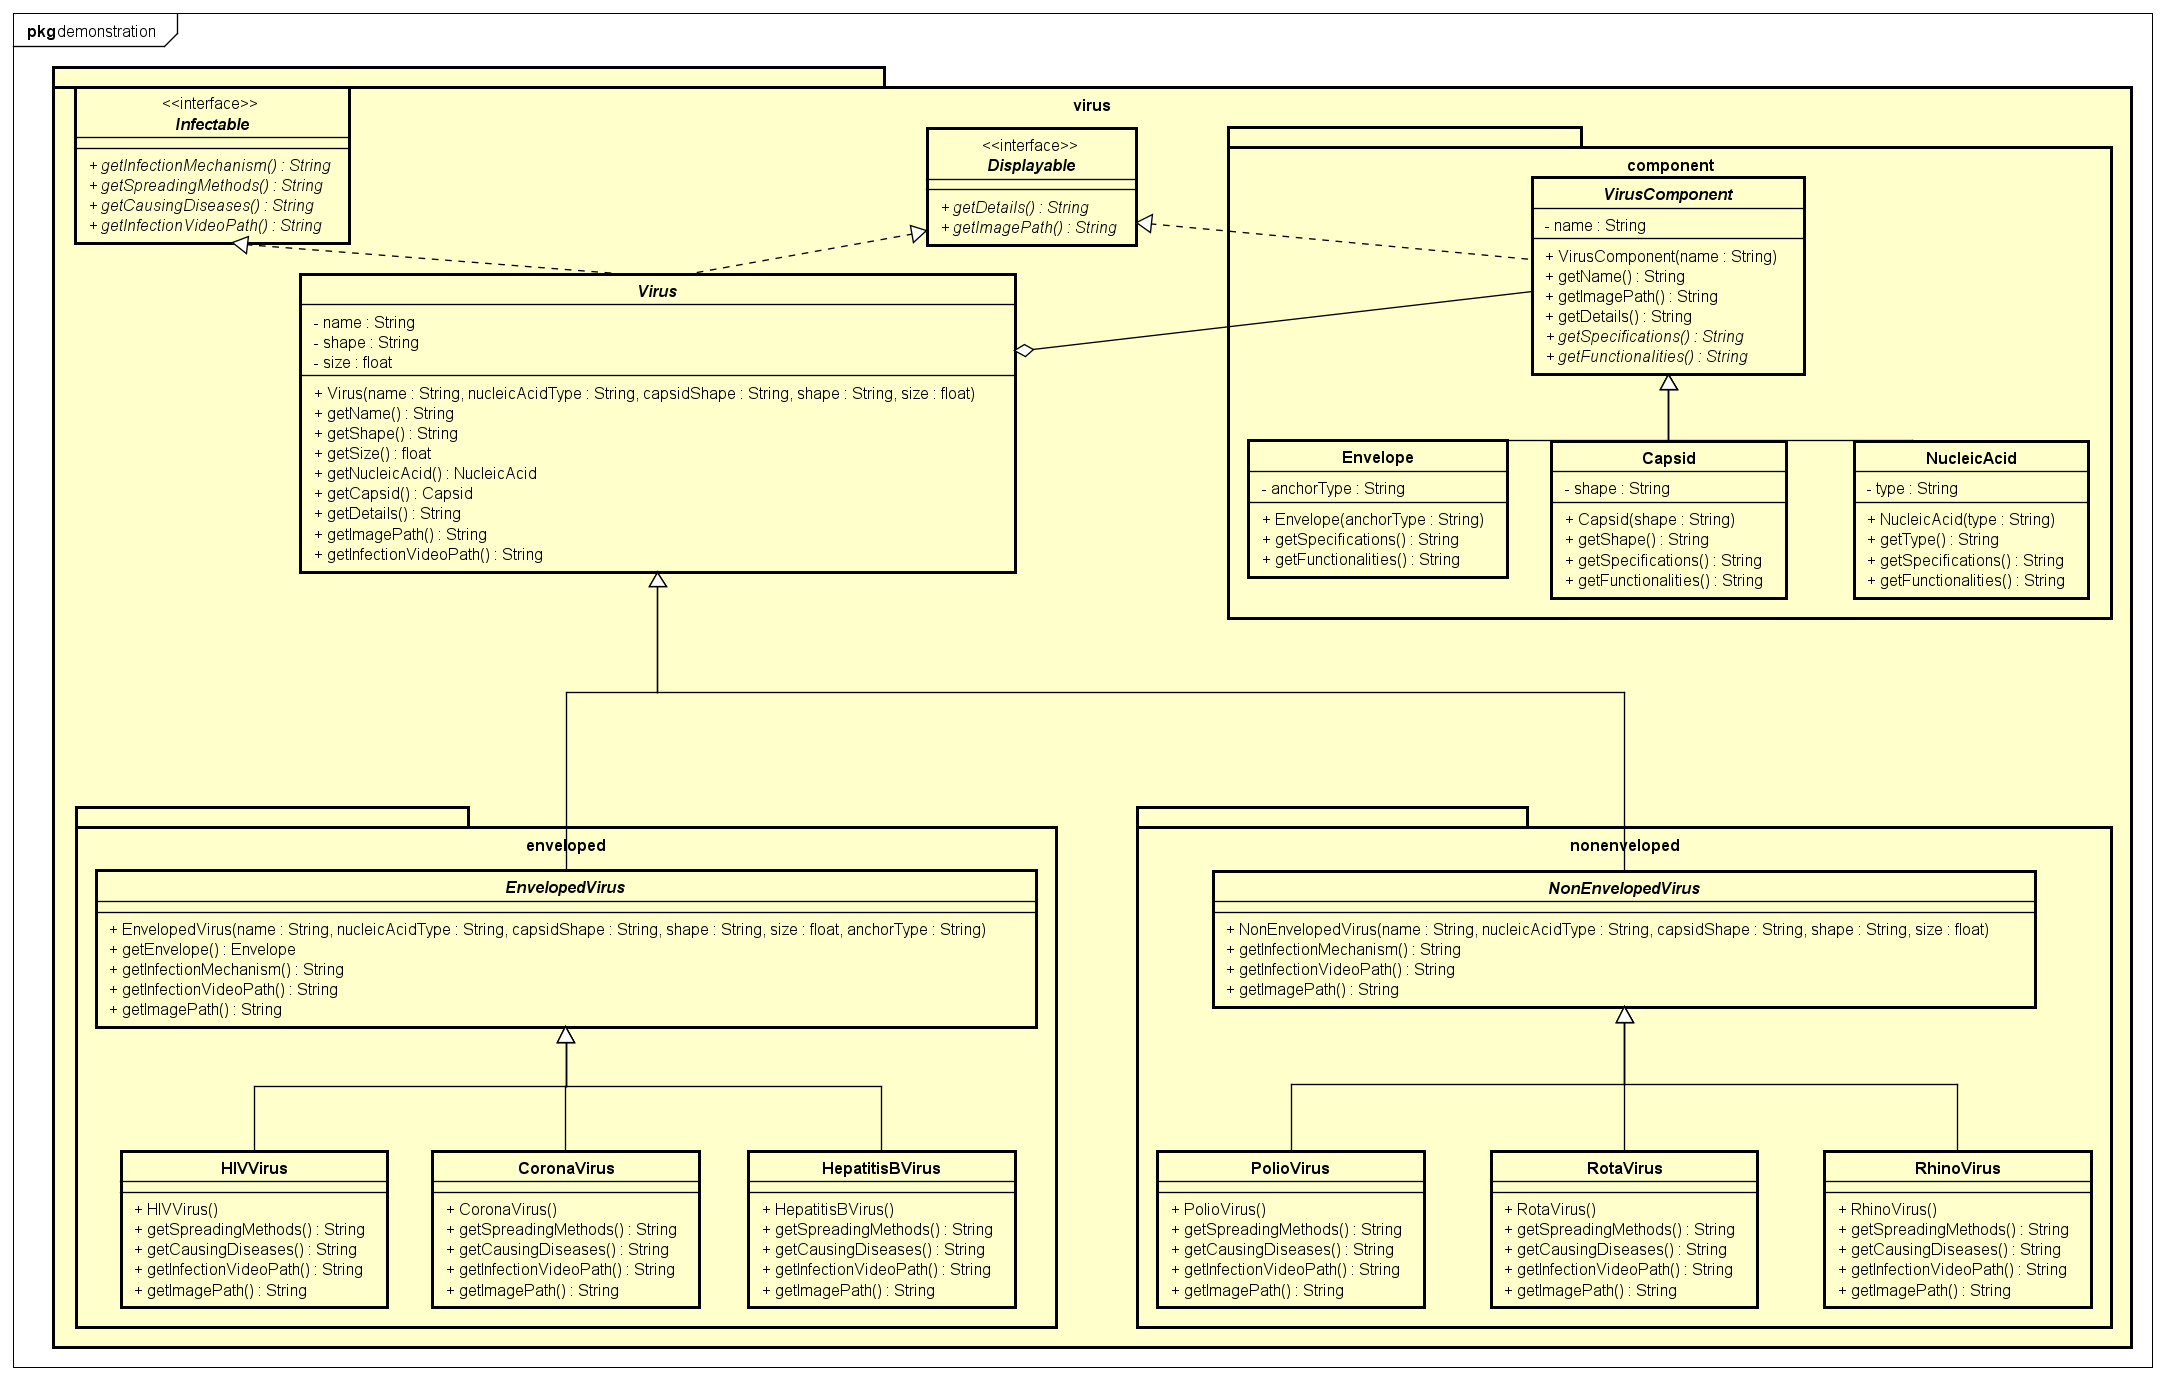 pkg demonstration
virus
<<interface>>
Infectable
+ getInfectionMechanism() : String
+ getSpreadingMethods() : String
+ getCausingDiseases() : String
+ getInfectionVideoPath() : String
<<interface>>
Displayable
+ getDetails() : String
+ getImagePath() : String
component
VirusComponent
- name : String
+ VirusComponent(name : String)
+ getName() : String
+ getImagePath() : String
+ getDetails() : String
+ getSpecifications() : String
+ getFunctionalities() : String
Virus
- name : String
- shape : String
- size : float
+ Virus(name : String, nucleicAcidType : String, capsidShape : String, shape : String, size : float)
+ getName() : String
+ getShape() : String
+ getSize() : float
+ getNucleicAcid() : NucleicAcid
+ getCapsid() : Capsid
+ getDetails() : String
+ getImagePath() : String
+ getInfectionVideoPath() : String
Envelope
- anchorType : String
+ Envelope(anchorType : String)
+ getSpecifications() : String
+ getFunctionalities() : String
Capsid
- shape : String
+ Capsid(shape : String)
+ getShape() : String
+ getSpecifications() : String
+ getFunctionalities() : String
NucleicAcid
- type : String
+ NucleicAcid(type : String)
+ getType() : String
+ getSpecifications() : String
+ getFunctionalities() : String
enveloped
EnvelopedVirus
+ EnvelopedVirus(name : String, nucleicAcidType : String, capsidShape : String, shape : String, size : float, anchorType : String)
+ getEnvelope() : Envelope
+ getInfectionMechanism() : String
+ getInfectionVideoPath() : String
+ getImagePath() : String
HIVVirus
+ HIVVirus()
+ getSpreadingMethods() : String
+ getCausingDiseases() : String
+ getInfectionVideoPath() : String
+ getImagePath() : String
CoronaVirus
+ CoronaVirus()
+ getSpreadingMethods() : String
+ getCausingDiseases() : String
+ getInfectionVideoPath() : String
+ getImagePath() : String
HepatitisBVirus
+ HepatitisBVirus()
+ getSpreadingMethods() : String
+ getCausingDiseases() : String
+ getInfectionVideoPath() : String
+ getImagePath() : String
nonenveloped
NonEnvelopedVirus
+ NonEnvelopedVirus(name : String, nucleicAcidType : String, capsidShape : String, shape : String, size : float)
+ getInfectionMechanism() : String
+ getInfectionVideoPath() : String
+ getImagePath() : String
PolioVirus
+ PolioVirus()
+ getSpreadingMethods() : String
+ getCausingDiseases() : String
+ getInfectionVideoPath() : String
+ getImagePath() : String
RotaVirus
+ RotaVirus()
+ getSpreadingMethods() : String
+ getCausingDiseases() : String
+ getInfectionVideoPath() : String
+ getImagePath() : String
RhinoVirus
+ RhinoVirus()
+ getSpreadingMethods() : String
+ getCausingDiseases() : String
+ getInfectionVideoPath() : String
+ getImagePath() : String